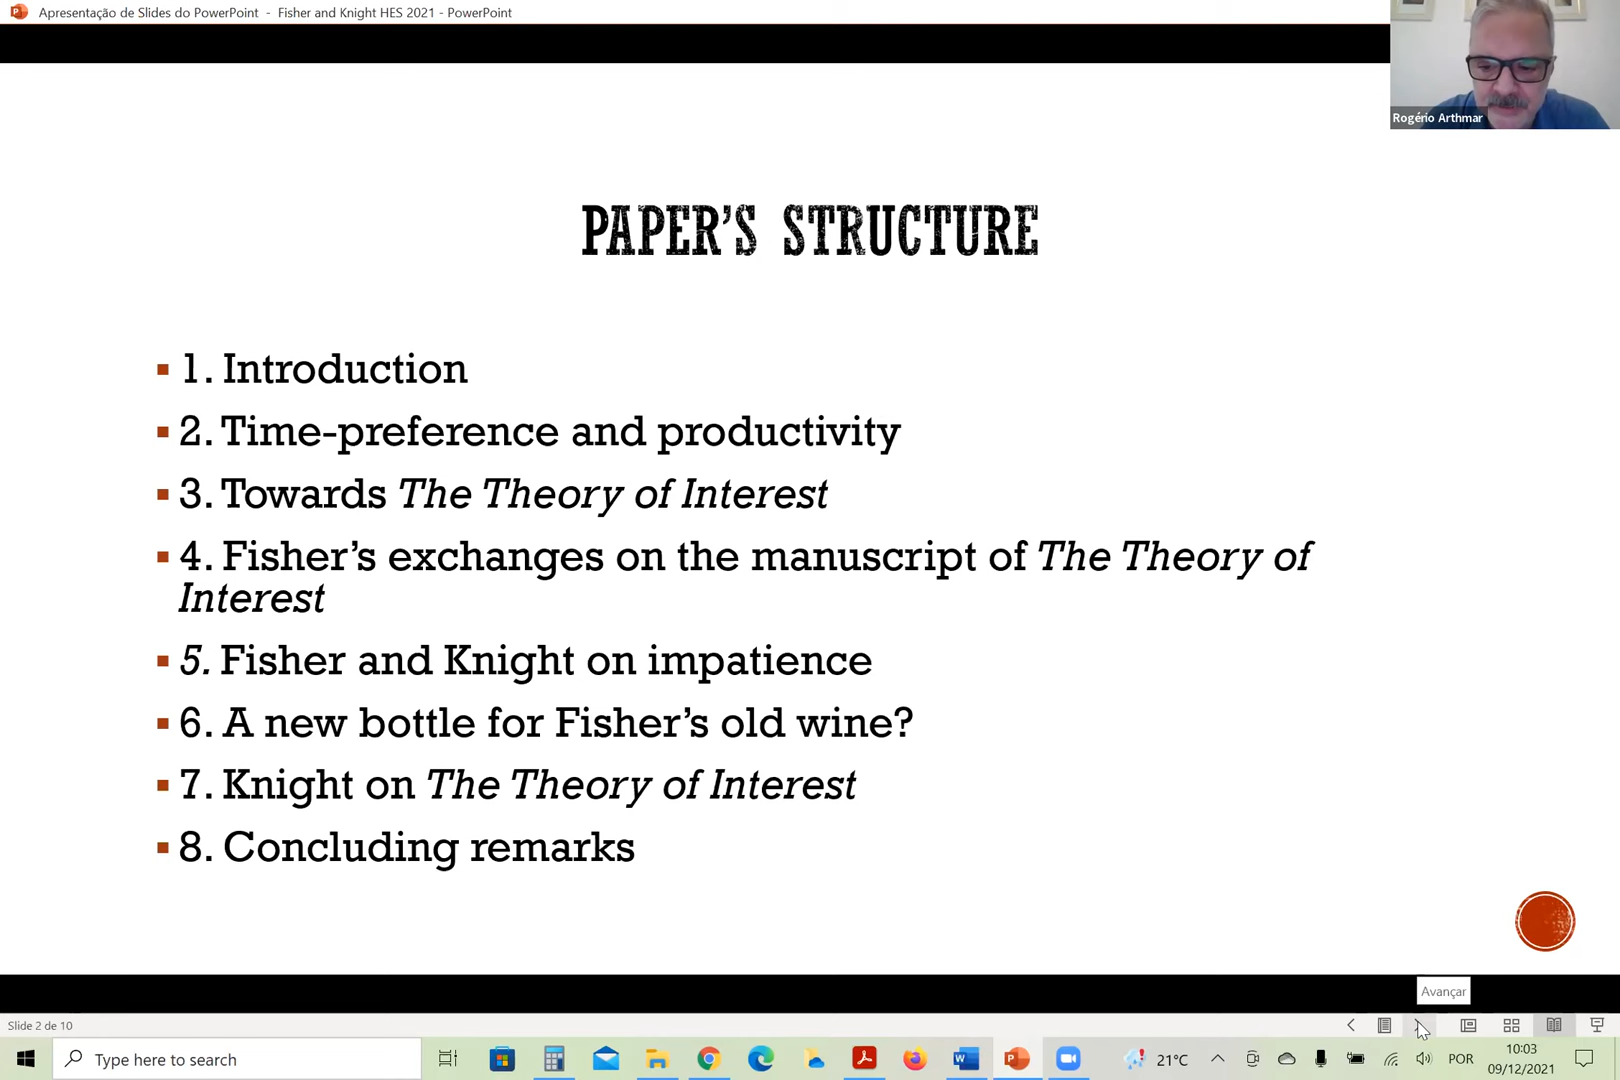 Apresentação de Slides do PowerPoint - Fisher and Knight HES 2021 - PowerPoint
Rogério Arthmar
PAPER'S STRUCTURE
1. Introduction
2. Time-preference and productivity
3. Towards The Theory of Interest
4. Fisher's exchanges on the manuscript of The Theory of
Interest
5. Fisher and Knight on impatience
6. A new bottle for Fisher's old wine?
7. Knight on The Theory of Interest
8. Concluding remarks
Avançar
Slide 2 de 10
Type here to search
21°C
POR
10:03
09/12/2021